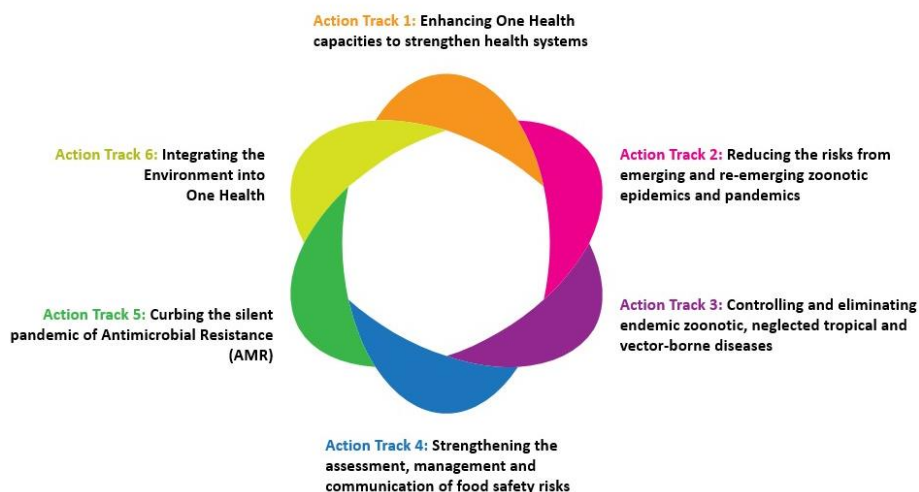 Action Track 1: Enhancing One Health
capacities to strengthen health systems
Action Track 2: Reducing the risks from
emerging and re-emerging zoonotic
epidemics and pandemics
Action Track 3: Controlling and eliminating
endemic zoonotic, neglected tropical and
vector-borne diseases
Action Track 4: Strengthening the
assessment, management and
communication of food safety risks
Action Track 5: Curbing the silent
pandemic of Antimicrobial Resistance
(AMR)
Action Track 6: Integrating the
Environment into
One Health